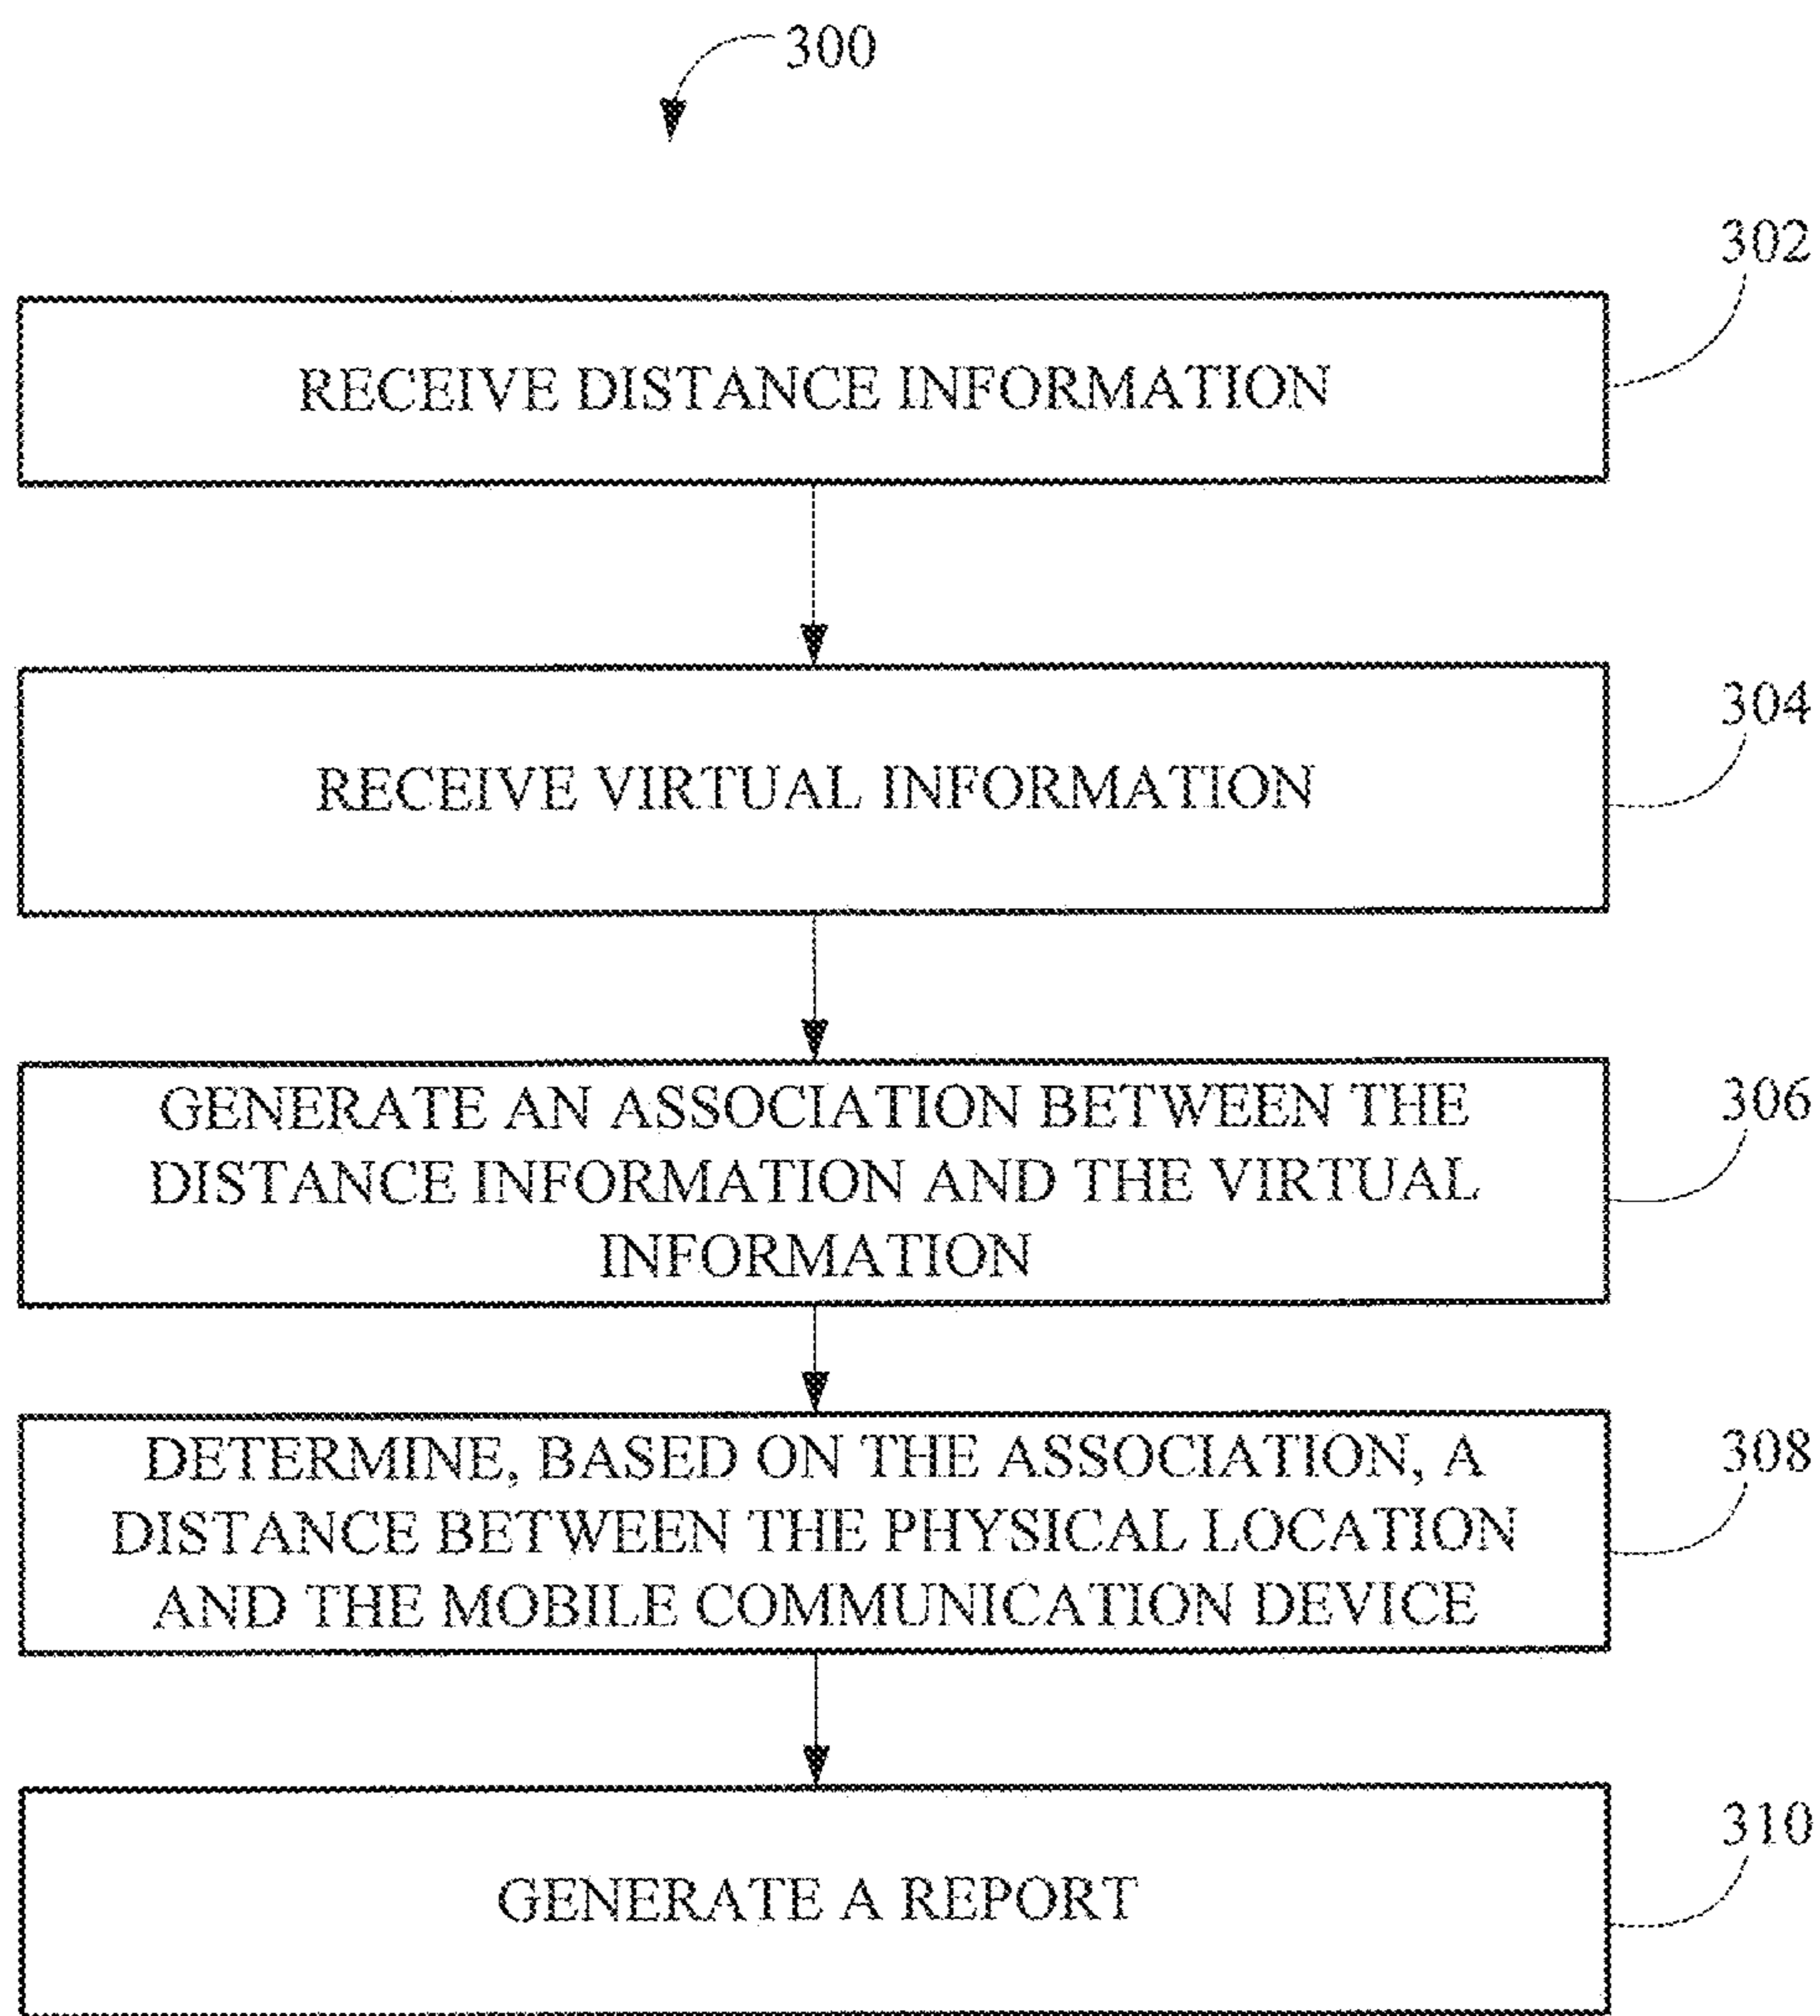 300
302
RECEIVE DISTANCE INFORMATION
304
RECEIVE VIRTUAL INFORMATION
306
GENERATE AN ASSOCIATION BETWEEN THE
DISTANCE INFORMATION AND THE VIRTUAL
INFORMATION
308
DETERMINE, BASED ON THE ASSOCIATION, A
DISTANCE BETWEEN THE PHYSICAL LOCATION
AND THE MOBILE COMMUNICATION DEVICE
310
GENERATE A REPORT